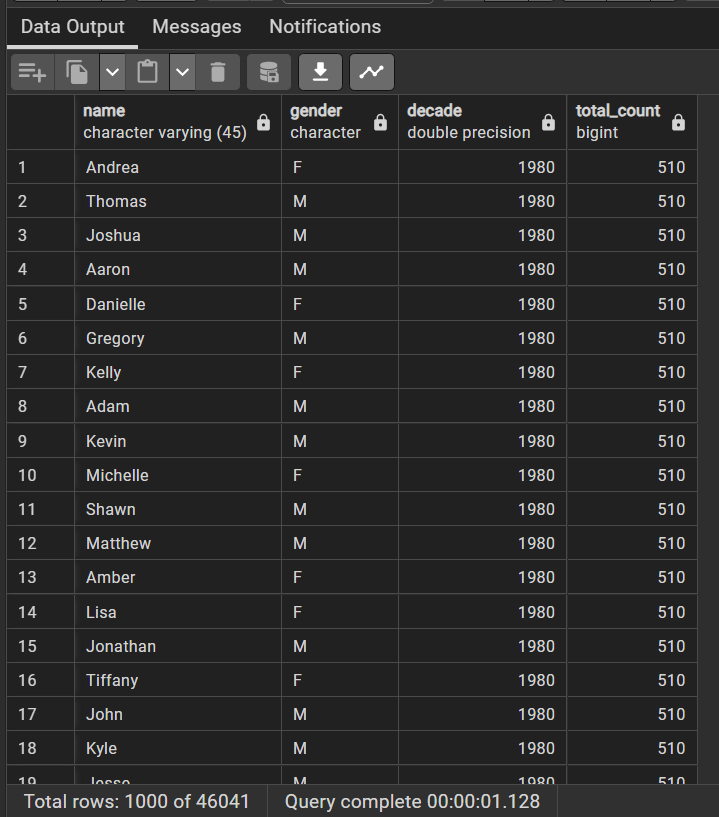 Data Output Messages Notifications
name gender decade total_count
character varying (45) character double precision bigint
1 Andrea F 1980 510
2 Thomas M 1980 510
3 Joshua M 1980 510
4 Aaron M 1980 510
5 Danielle F 1980 510
6 Gregory M 1980 510
7 Kelly F 1980 510
8 Adam M 1980 510
9 Kevin M 1980 510
10 Michelle F 1980 510
11 Shawn M 1980 510
12 Matthew M 1980 510
13 Amber F 1980 510
14 Lisa F 1980 510
15 Jonathan M 1980 510
16 Tiffany F 1980 510
17 John M 1980 510
18 Kyle M 1980 510
19 Jesse M 1980 510
Total rows: 1000 of 46041 Query complete 00:00:01.128